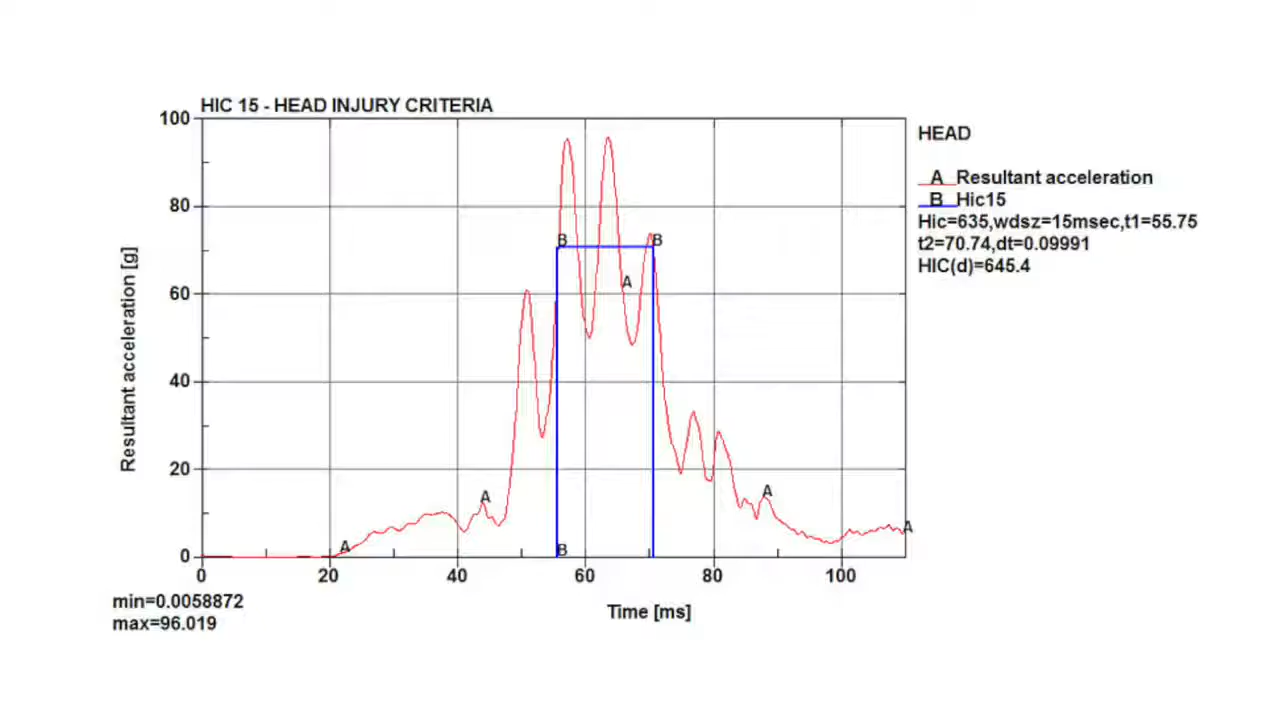 HIC 15 - HEAD INJURY CRITERIA
100
80
60
40
20
0
Resultant acceleration [g]
0 20 40 60 80 100
Time [ms]
min=0.0058872
max=96.019
HEAD
A Resultant acceleration
B Hic15
Hic=635,wdsz=15msec,t1=55.75
t2=70.74,dt=0.09991
HIC(d)=645.4
B B
A
A A
A A
B